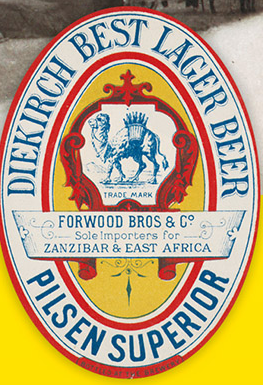 DIEKIRCH BEST LAGER BEER
TRADE MARK
FORWOOD BROS & Co
Sole Importers for
ZANZIBAR & EAST AFRICA
PILSEN SUPERIOR